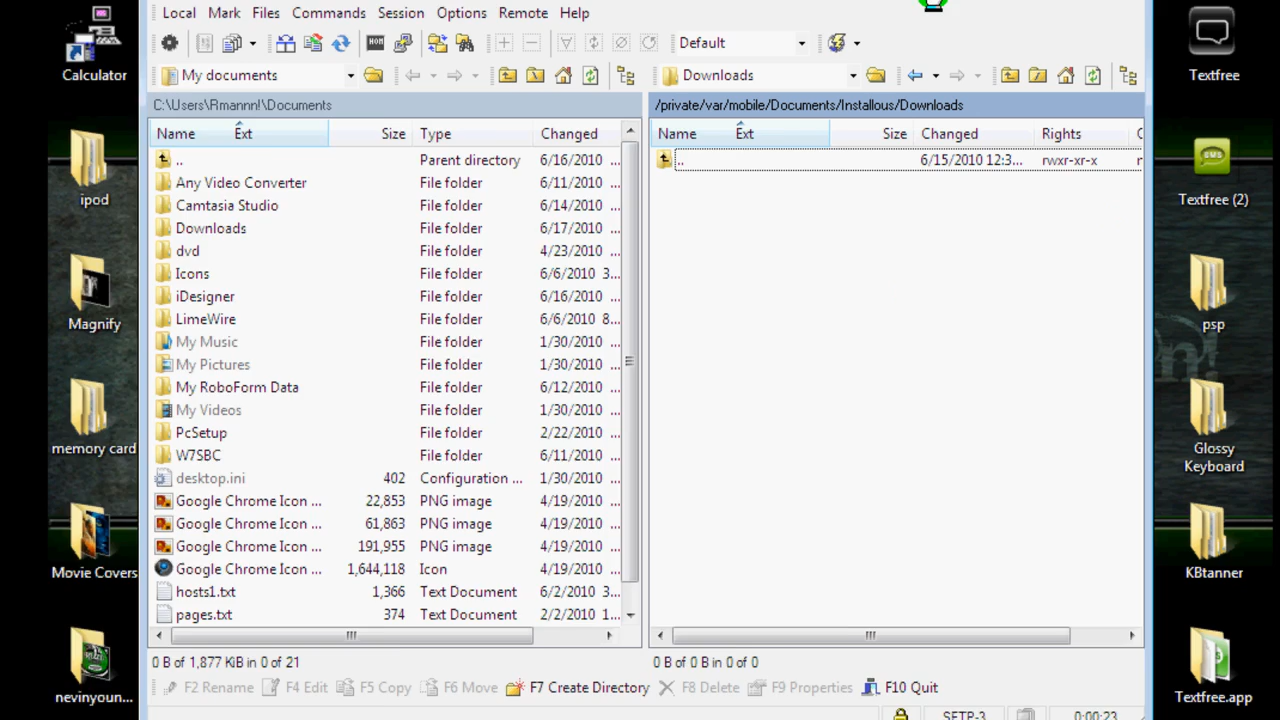 Local Mark Files Commands Session Options Remote Help
HOM Default
My documents Downloads
C:\Users\Rmannn!\Documents /private/var/mobile/Documents/Installous/Downloads
Name Ext Size Type Changed Name Ext Size Changed Rights
.. Parent directory 6/16/2010 ... .. 6/15/2010 12:3... rwxr-xr-x
Any Video Converter File folder 6/11/2010 ...
Camtasia Studio File folder 6/14/2010 ...
Downloads File folder 6/17/2010 ...
dvd File folder 4/23/2010 ...
Icons File folder 6/6/2010 3...
iDesigner File folder 6/16/2010 ...
LimeWire File folder 6/6/2010 8...
My Music File folder 1/30/2010 ...
My Pictures File folder 1/30/2010 ...
My RoboForm Data File folder 6/12/2010 ...
My Videos File folder 1/30/2010 ...
PcSetup File folder 2/22/2010 ...
W7SBC File folder 6/11/2010 ...
desktop.ini 402 Configuration ... 1/30/2010 ...
Google Chrome Icon ... 22,853 PNG image 4/19/2010 ...
Google Chrome Icon ... 61,863 PNG image 4/19/2010 ...
Google Chrome Icon ... 191,955 PNG image 4/19/2010 ...
Google Chrome Icon ... 1,644,118 Icon 4/19/2010 ...
hosts1.txt 1,366 Text Document 6/2/2010 3...
pages.txt 374 Text Document 2/2/2010 1...
0 B of 1,877 KiB in 0 of 21 0 B of 0 B in 0 of 0
F2 Rename F4 Edit F5 Copy F6 Move F7 Create Directory F8 Delete F9 Properties F10 Quit
SFTP-3 0:00:23
Calculator
ipod
Magnify
memory card
Movie Covers
nevinyoun...
Textfree
SMS
Textfree (2)
psp
Glossy
Keyboard
KBtanner
Textfree.app